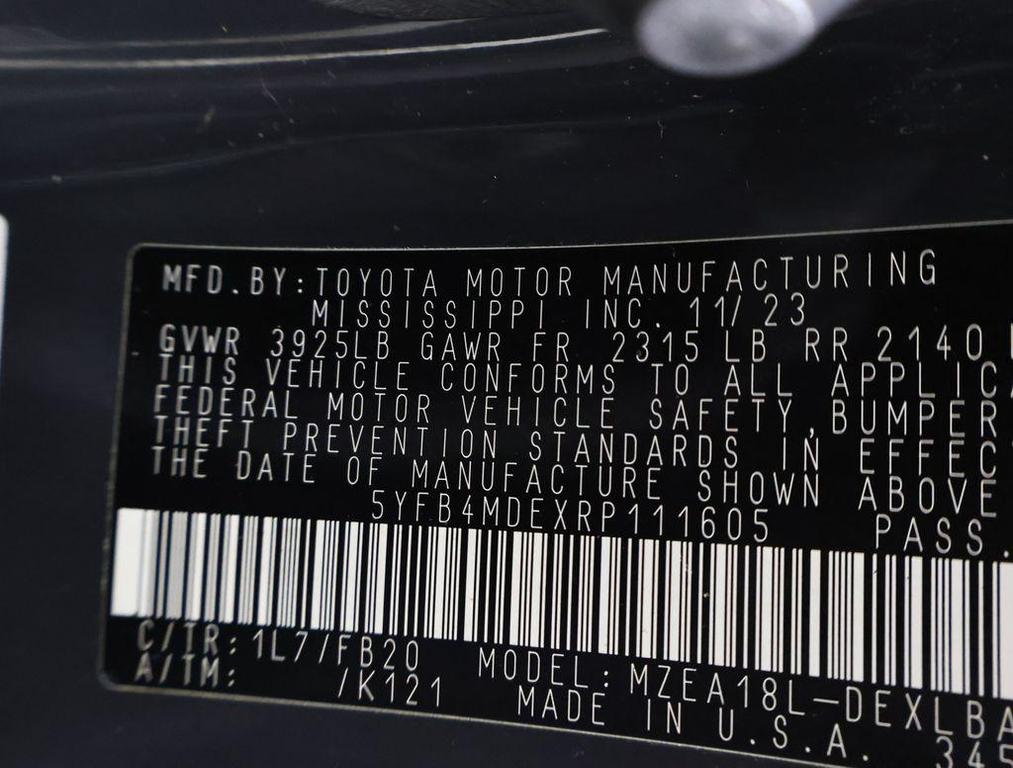 MFD.BY:TOYOTA MOTOR MANUFACTURING
MISSISSIPPI INC. 11/23
GVWR 3925LB GAWR FR 2315 LB RR 2140
THIS VEHICLE CONFORMS TO ALL APPLICA
FEDERAL MOTOR VEHICLE SAFETY,BUMPER
THEFT PREVENTION STANDARDS IN EFFEC
THE DATE OF MANUFACTURE SHOWN ABOVE
5YFB4MDEXRP111605 PASS.
C/TR:1L7/FB20 MODEL:MZEA18L-DEXLBA
A/TM: /K121 MADE IN U.S.A. 345